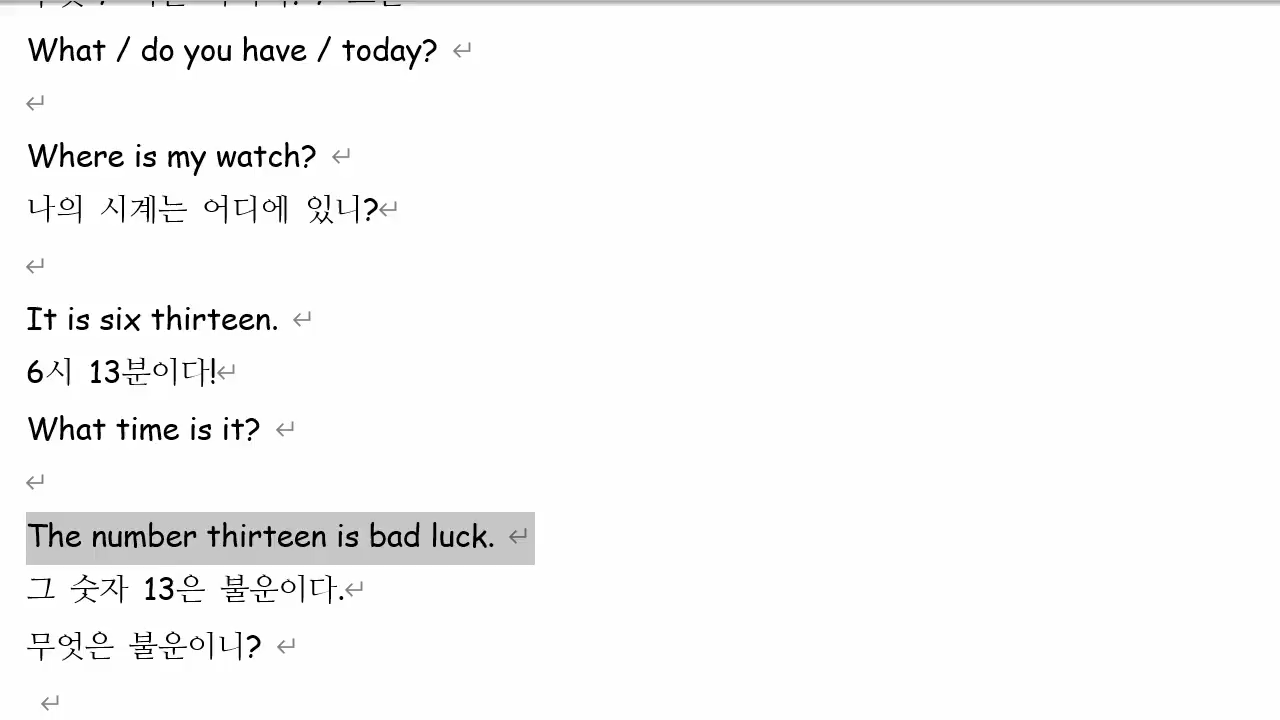 What / do you have / today?
Where is my watch?
나의 시계는 어디에 있니?
It is six thirteen.
6시 13분이다!
What time is it?
The number thirteen is bad luck.
그 숫자 13은 불운이다.
무엇은 불운이니?